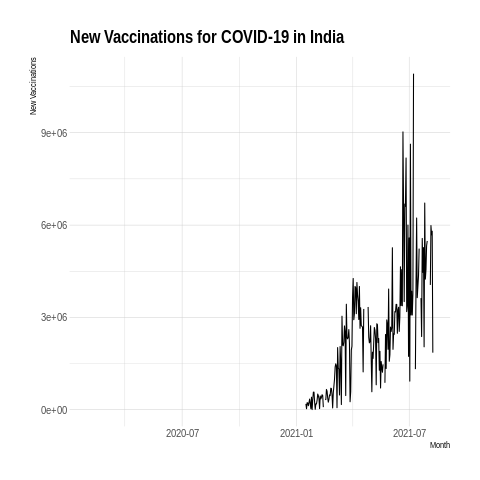 New Vaccinations for COVID-19 in India
New Vaccinations
9e+06
6e+06
3e+06
0e+00
2020-07
2021-01
2021-07
Month